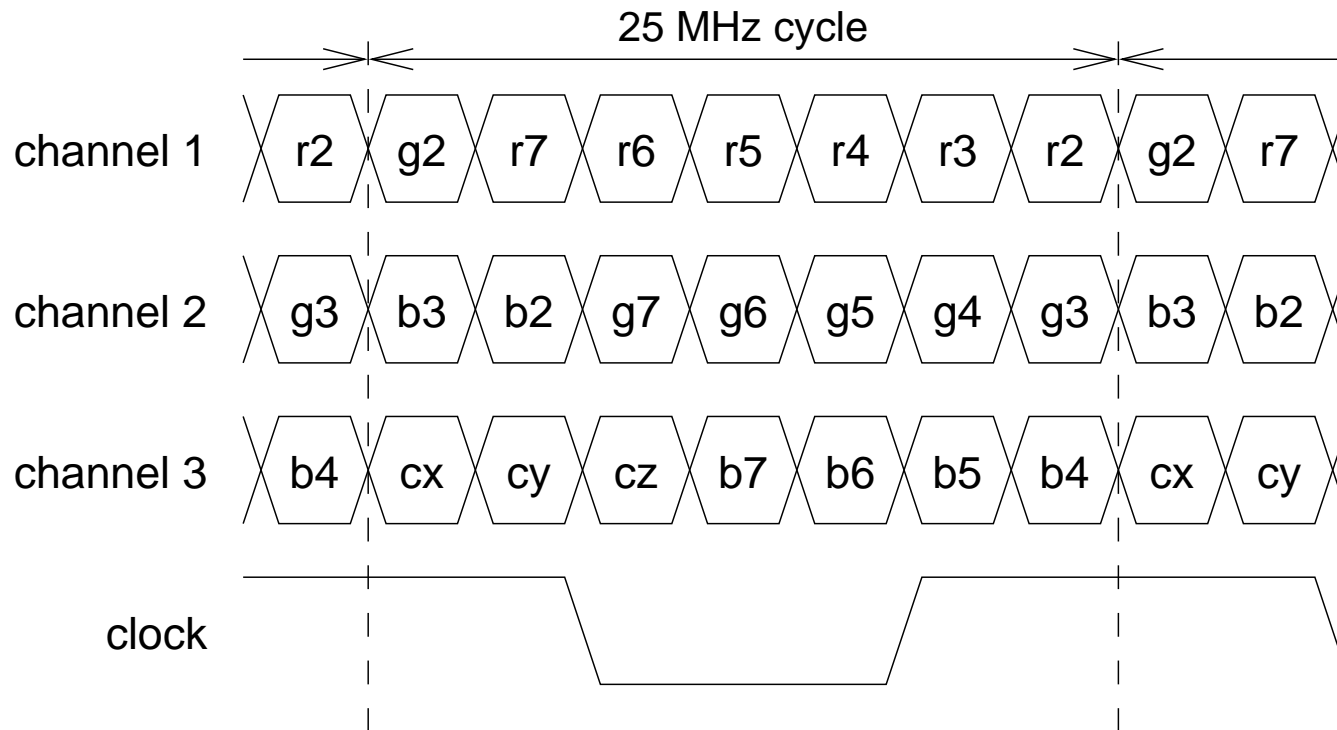 25 MHz cycle
channel 1 r2 g2 r7 r6 r5 r4 r3 r2 g2 r7
channel 2 g3 b3 b2 g7 g6 g5 g4 g3 b3 b2
channel 3 b4 cx cy cz b7 b6 b5 b4 cx cy
clock